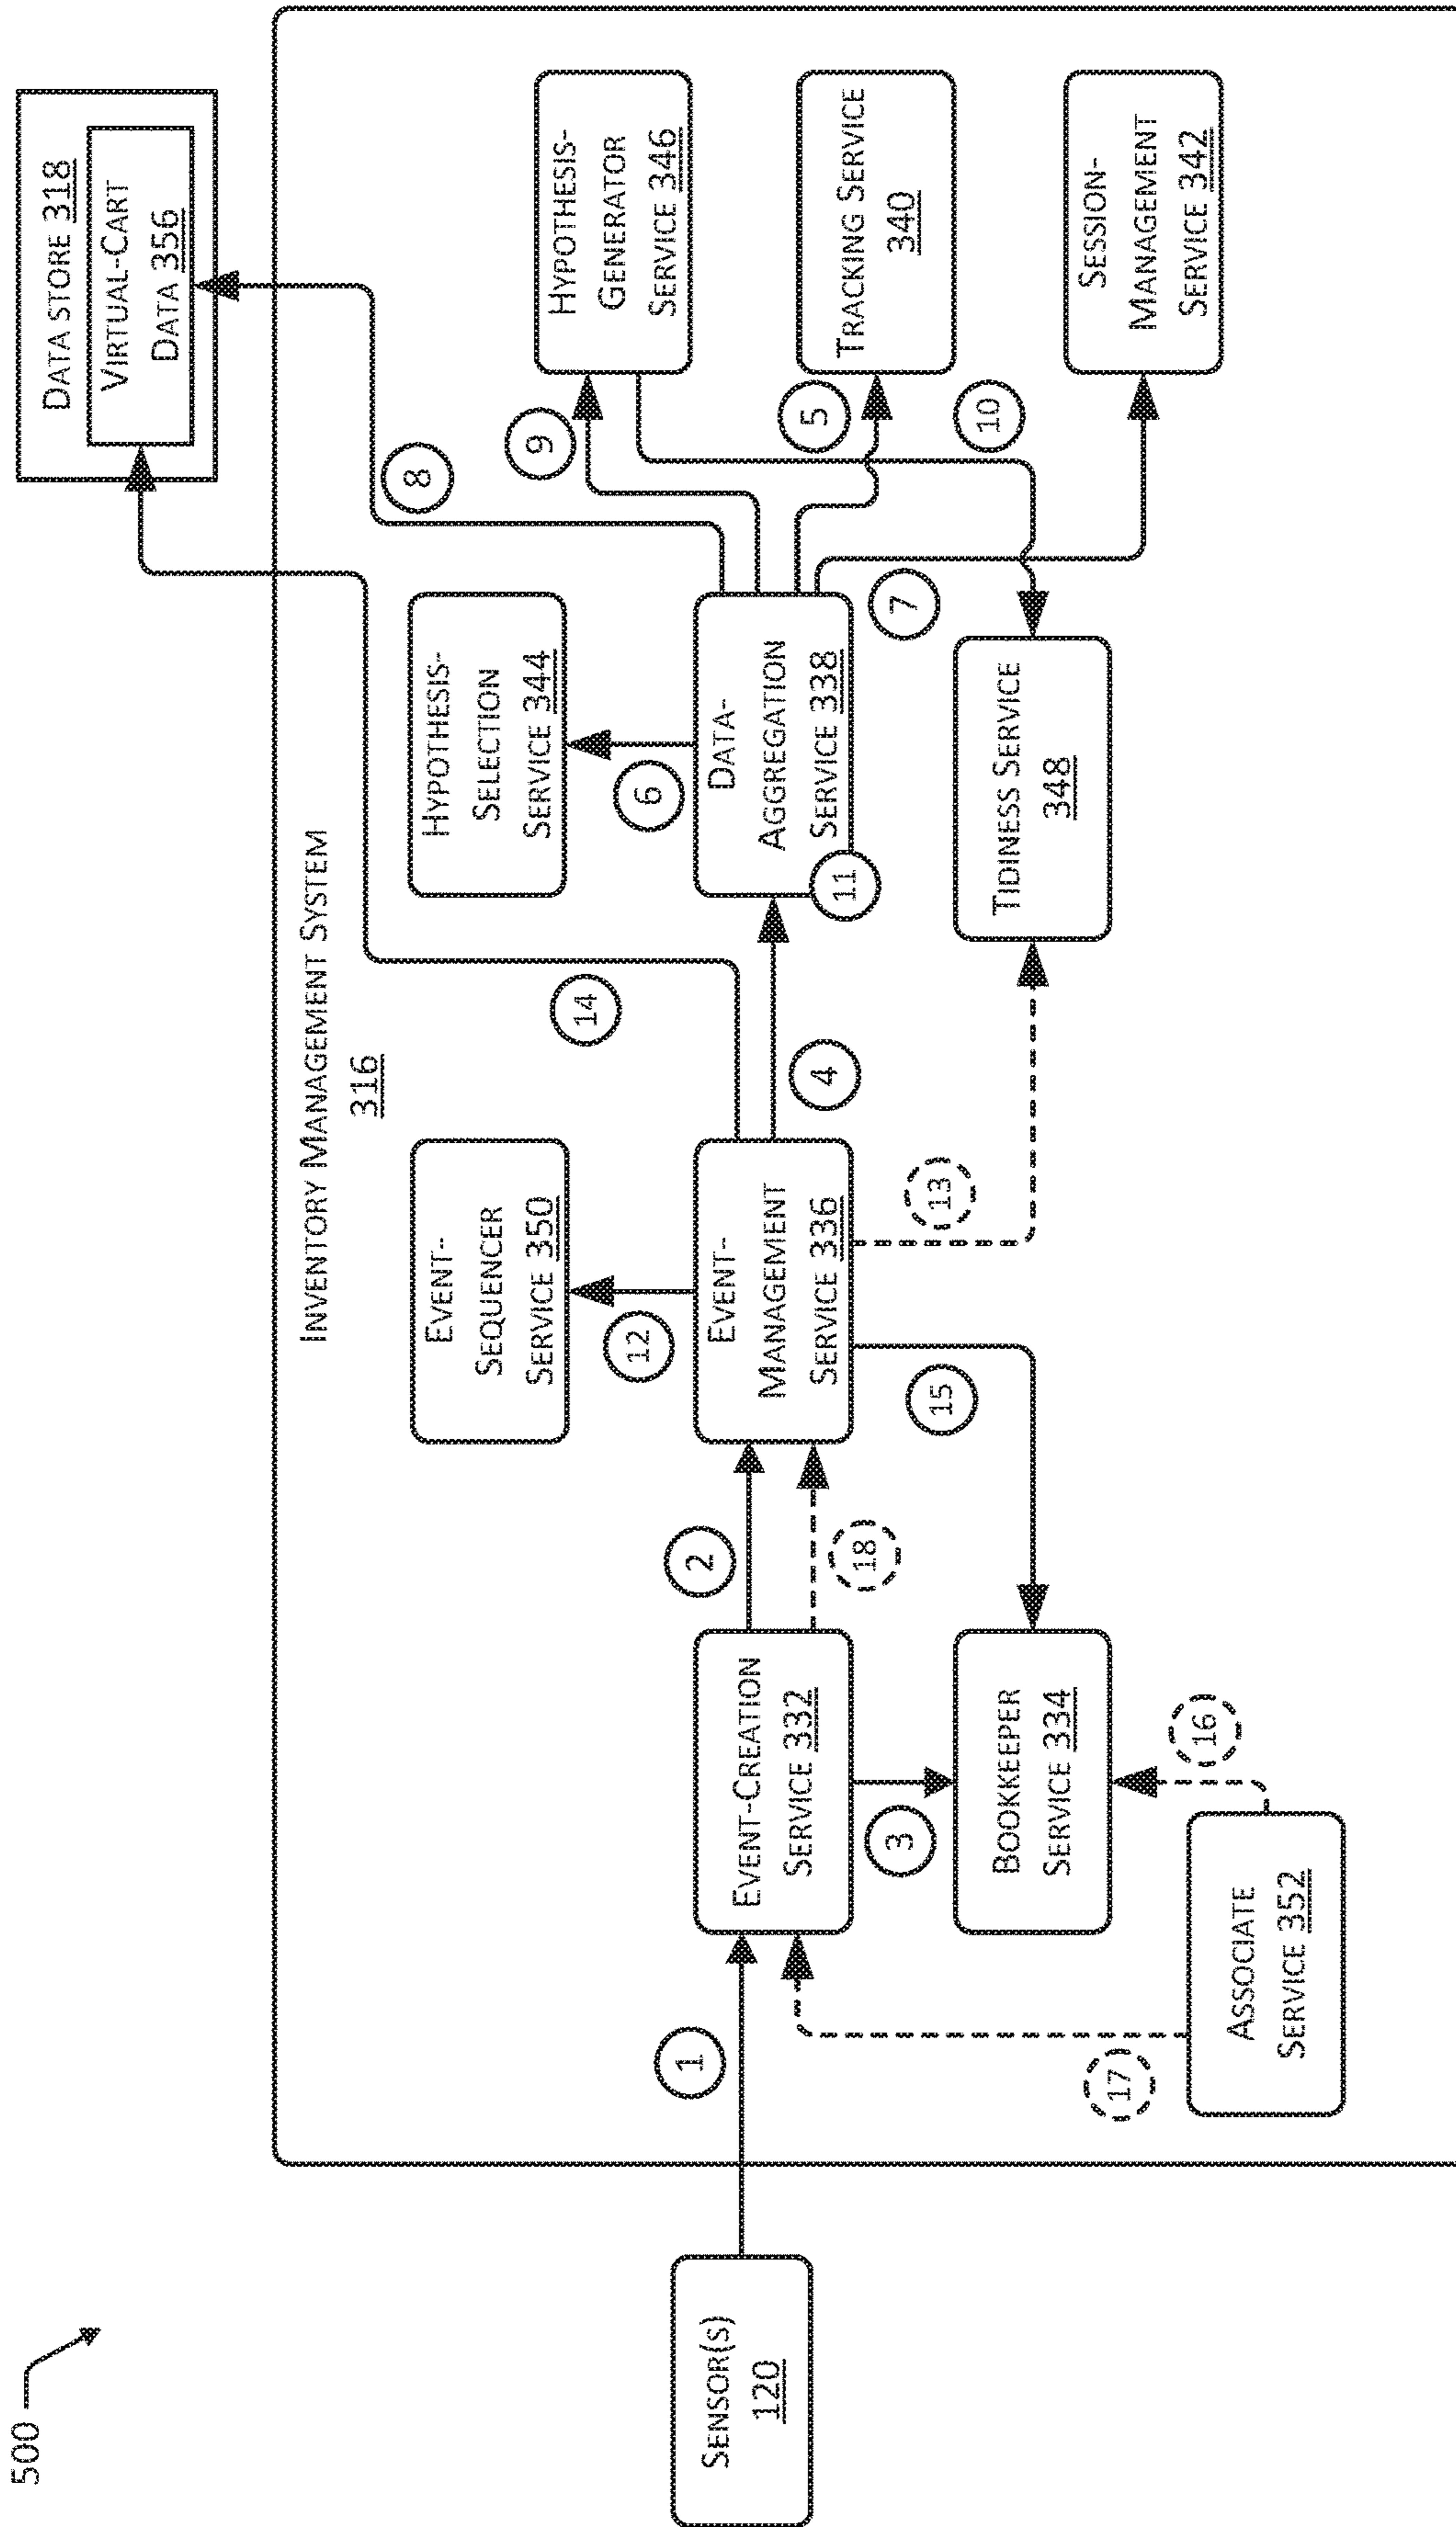 500
DATA STORE 318
VIRTUAL-CART
DATA 356
INVENTORY MANAGEMENT SYSTEM
316
14
8
EVENT-
SEQUENCER
SERVICE 350
HYPOTHESIS-
SELECTION
SERVICE 344
HYPOTHESIS-
GENERATOR
SERVICE 346
9
12
6
SENSOR(S)
120
1
EVENT-CREATION
SERVICE 332
2
18
EVENT-
MANAGEMENT
SERVICE 336
4
DATA-
AGGREGATION
SERVICE 338
11
5
TRACKING SERVICE
340
3
15
13
7
10
BOOKKEEPER
SERVICE 334
TIDINESS SERVICE
348
SESSION-
MANAGEMENT
SERVICE 342
17
16
ASSOCIATE
SERVICE 352